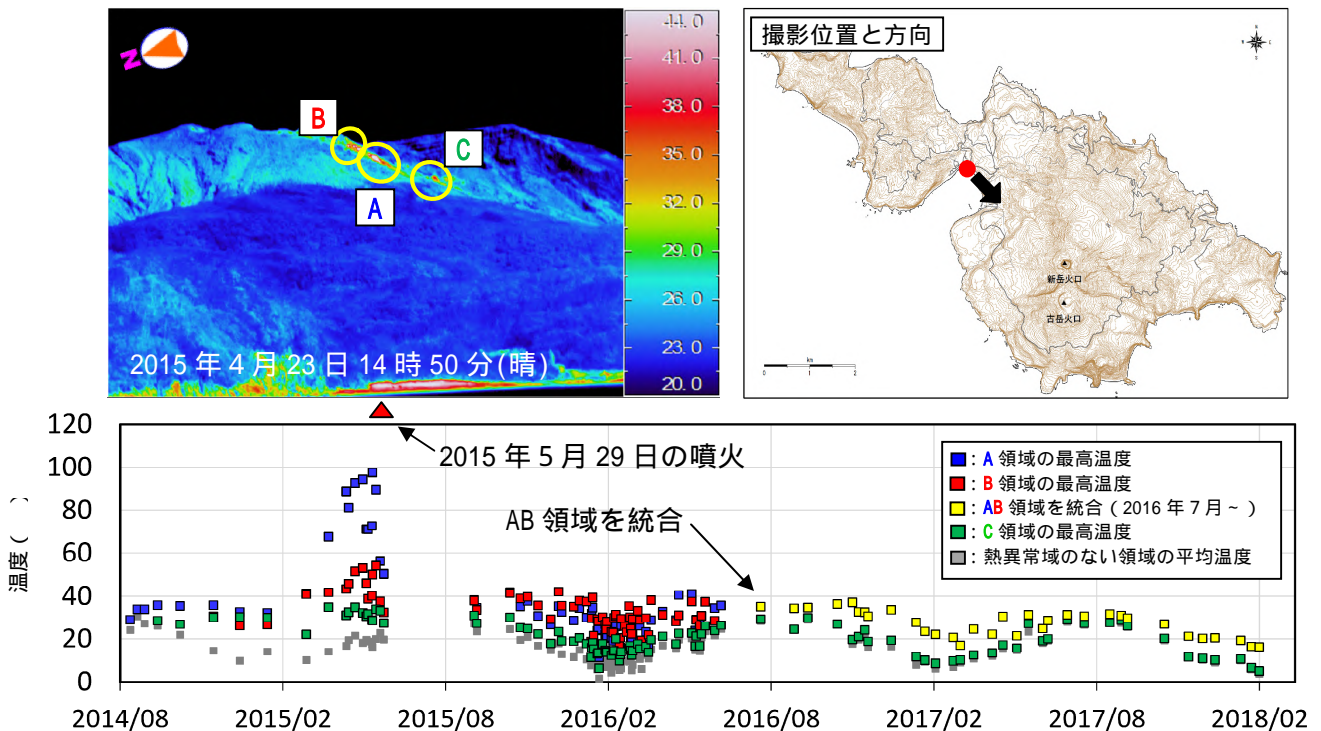 44.0
41.0
38.0
35.0
32.0
29.0
26.0
23.0
20.0
N
B
C
A
2015年4月23日14時50分(晴)
撮影位置と方向
新岳火口
古岳火口
km
0 1 2
2015年5月29日の噴火
AB領域を統合
■:A領域の最高温度
■:B領域の最高温度
■:AB領域を統合(2016年7月~)
■:C領域の最高温度
■:熱異常域のない領域の平均温度
温度( )
120
100
80
60
40
20
0
2014/08 2015/02 2015/08 2016/02 2016/08 2017/02 2017/08 2018/02